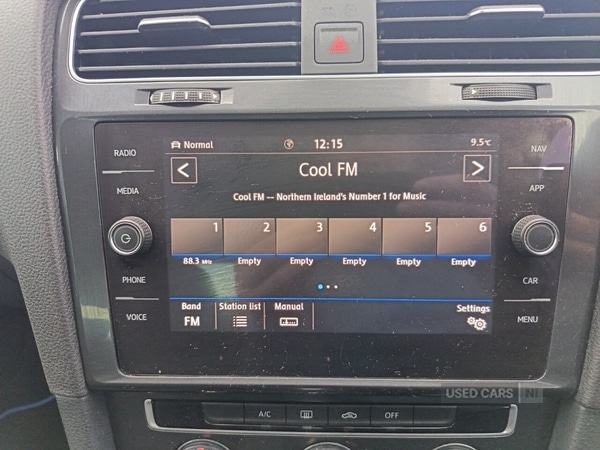 RADIO
MEDIA
PHONE
VOICE
Normal 12:15 9.5°C
< Cool FM >
Cool FM -- Northern Ireland's Number 1 for Music
1 2 3 4 5 6
88.3 MHz Empty Empty Empty Empty Empty
Band Station list Manual Settings
FM
NAV
APP
CAR
MENU
USED CARS NI
A/C OFF